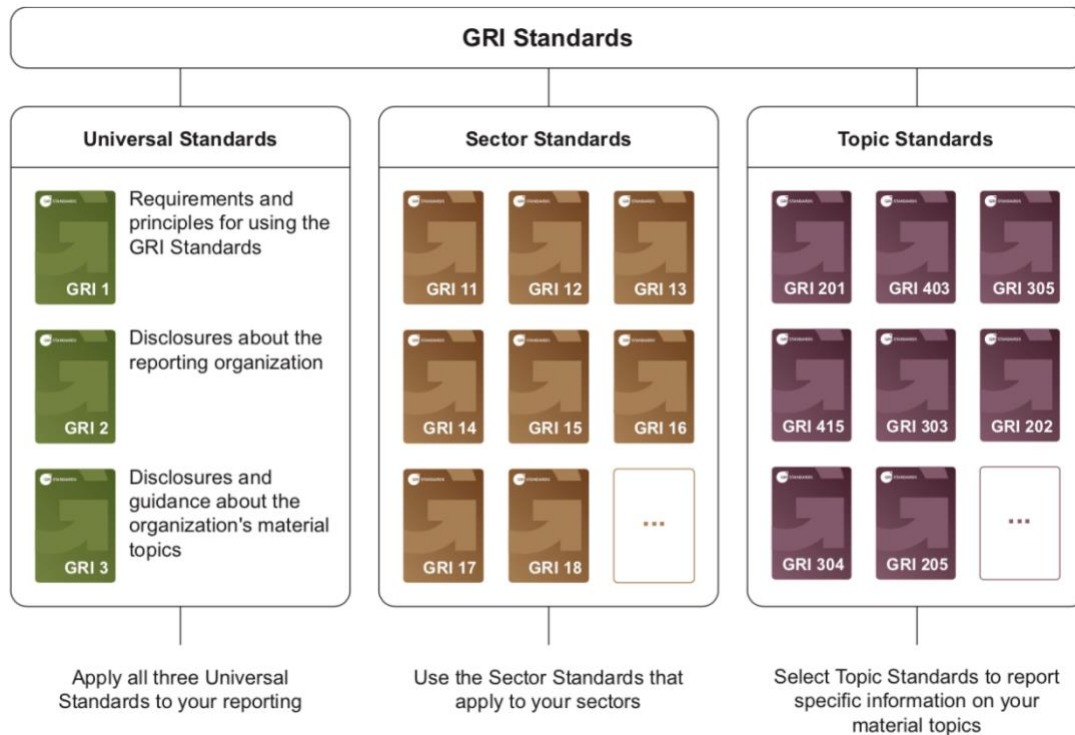 GRI Standards
Universal Standards
GRI 1
Requirements and
principles for using the
GRI Standards
GRI 2
Disclosures about the
reporting organization
GRI 3
Disclosures and
guidance about the
organization's material
topics
Apply all three Universal
Standards to your reporting
Sector Standards
GRI 11
GRI 12
GRI 13
GRI 14
GRI 15
GRI 16
GRI 17
GRI 18
...
Use the Sector Standards that
apply to your sectors
Topic Standards
GRI 201
GRI 403
GRI 305
GRI 415
GRI 303
GRI 202
GRI 304
GRI 205
...
Select Topic Standards to report
specific information on your
material topics